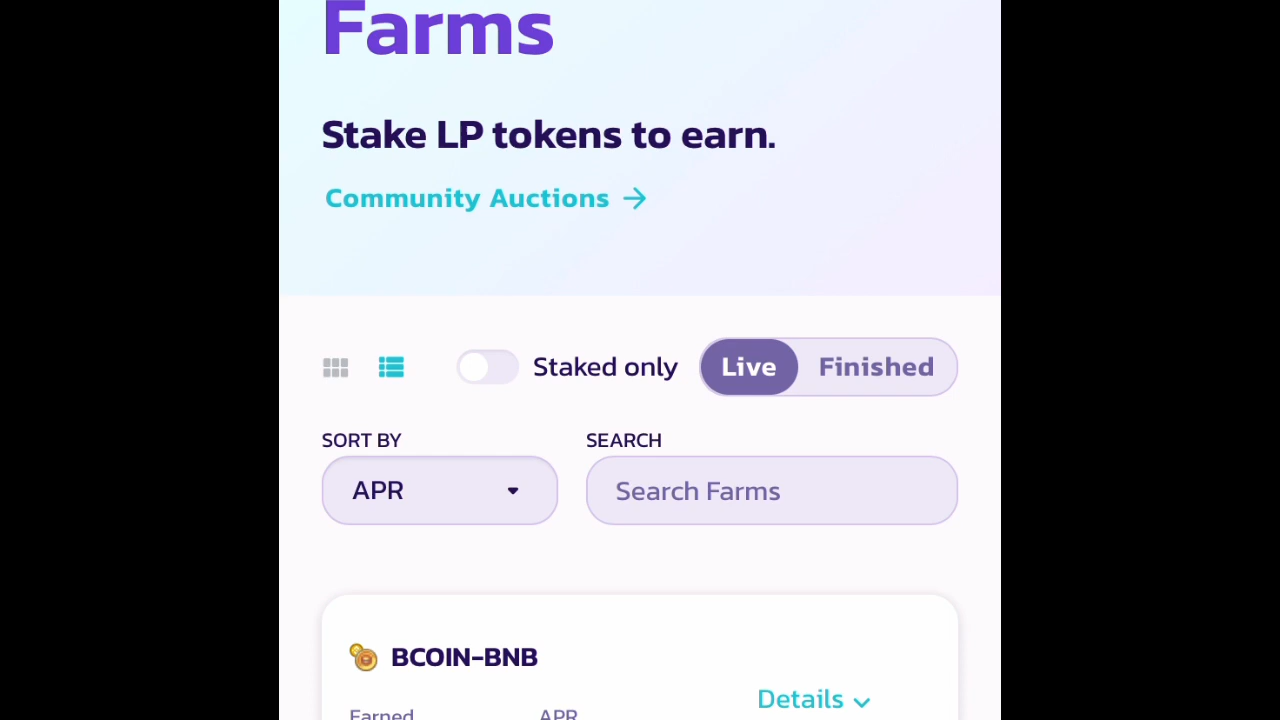 Farms
Stake LP tokens to earn.
Community Auctions
Staked only
Live
Finished
SORT BY
SEARCH
APR
Search Farms
BCOIN-BNB
Details
Earned
APR